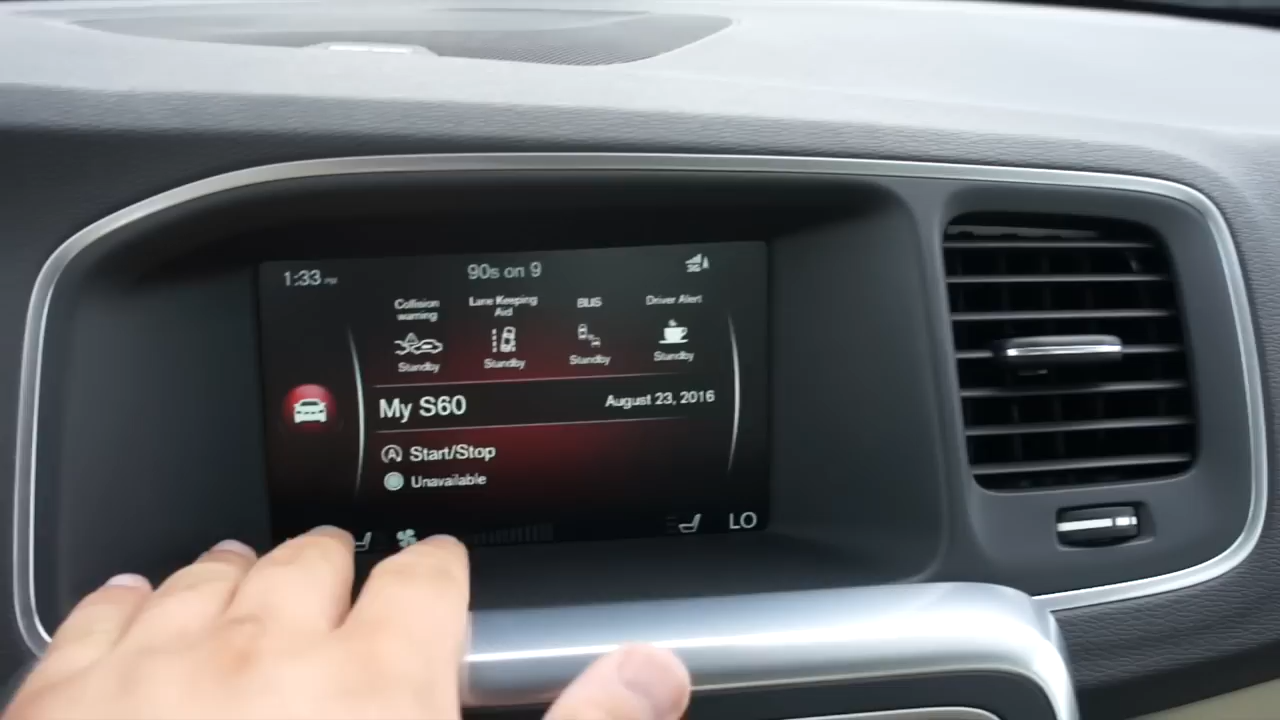 1:33 PM
90s on 9
3G
Collision warning
Lane Keeping Aid
BLIS
Driver Alert
Standby
Standby
Standby
Standby
My S60
August 23, 2016
Start/Stop
Unavailable
LO